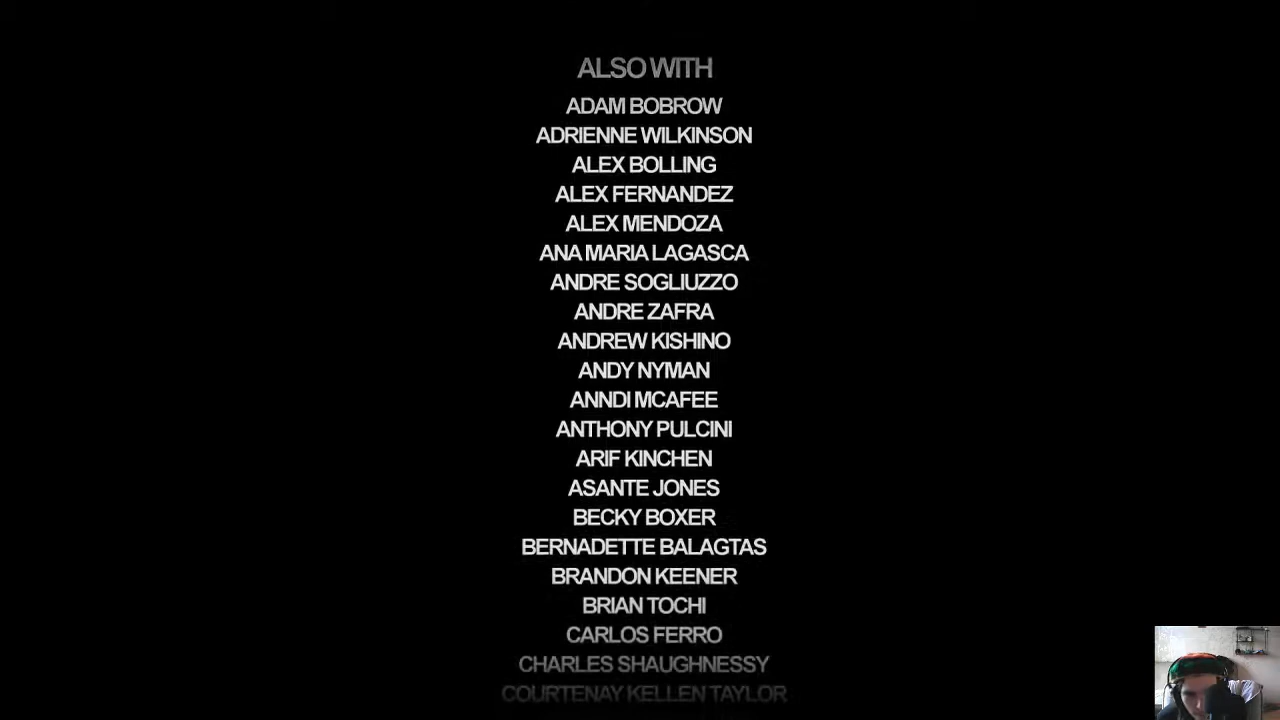 ALSO WITH
ADAM BOBROW
ADRIENNE WILKINSON
ALEX BOLLING
ALEX FERNANDEZ
ALEX MENDOZA
ANA MARIA LAGASCA
ANDRE SOGLIUZZO
ANDRE ZAFRA
ANDREW KISHINO
ANDY NYMAN
ANNDI MCAFEE
ANTHONY PULCINI
ARIF KINCHEN
ASANTE JONES
BECKY BOXER
BERNADETTE BALAGTAS
BRANDON KEENER
BRIAN TOCHI
CARLOS FERRO
CHARLES SHAUGHNESSY
COURTENAY KELLEN TAYLOR